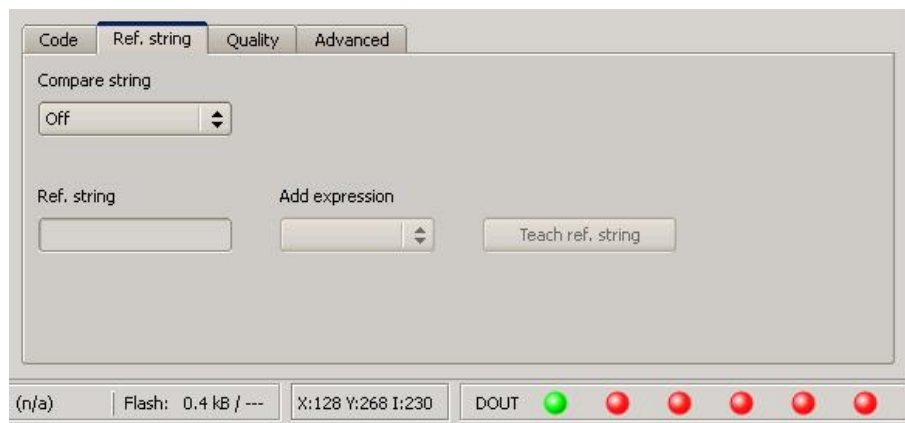 Code Ref. string Quality Advanced
Compare string
Off
Ref. string Add expression
Teach ref. string
(n/a) Flash: 0.4 kB / --- X:128 Y:268 I:230 DOUT